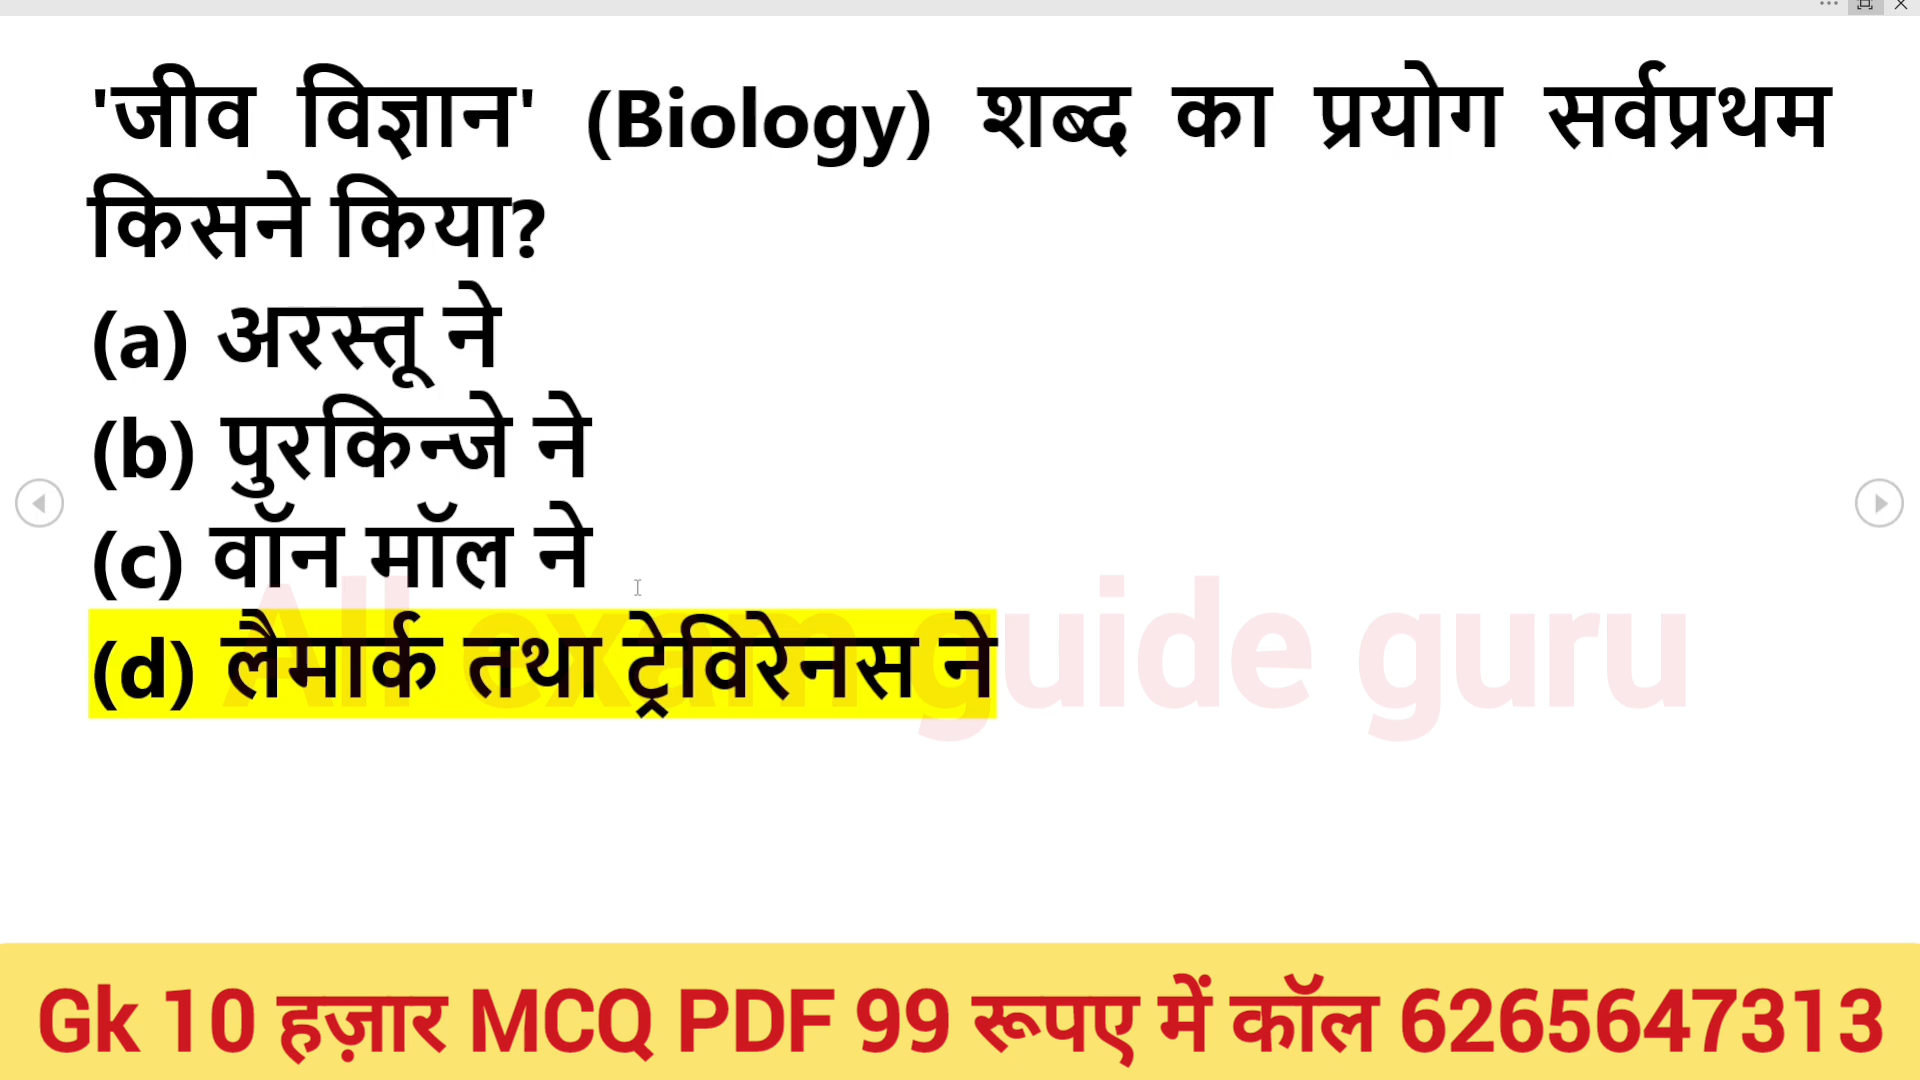 'जीव विज्ञान' (Biology) शब्द का प्रयोग सर्वप्रथम
किसने किया?
(a) अरस्तू ने
(b) पुरकिन्जे ने
(c) वॉन मॉल ने
(d) लैमार्क तथा ट्रेविरेनस ने
All exam guide guru
Gk 10 हज़ार MCQ PDF 99 रूपए में कॉल 6265647313